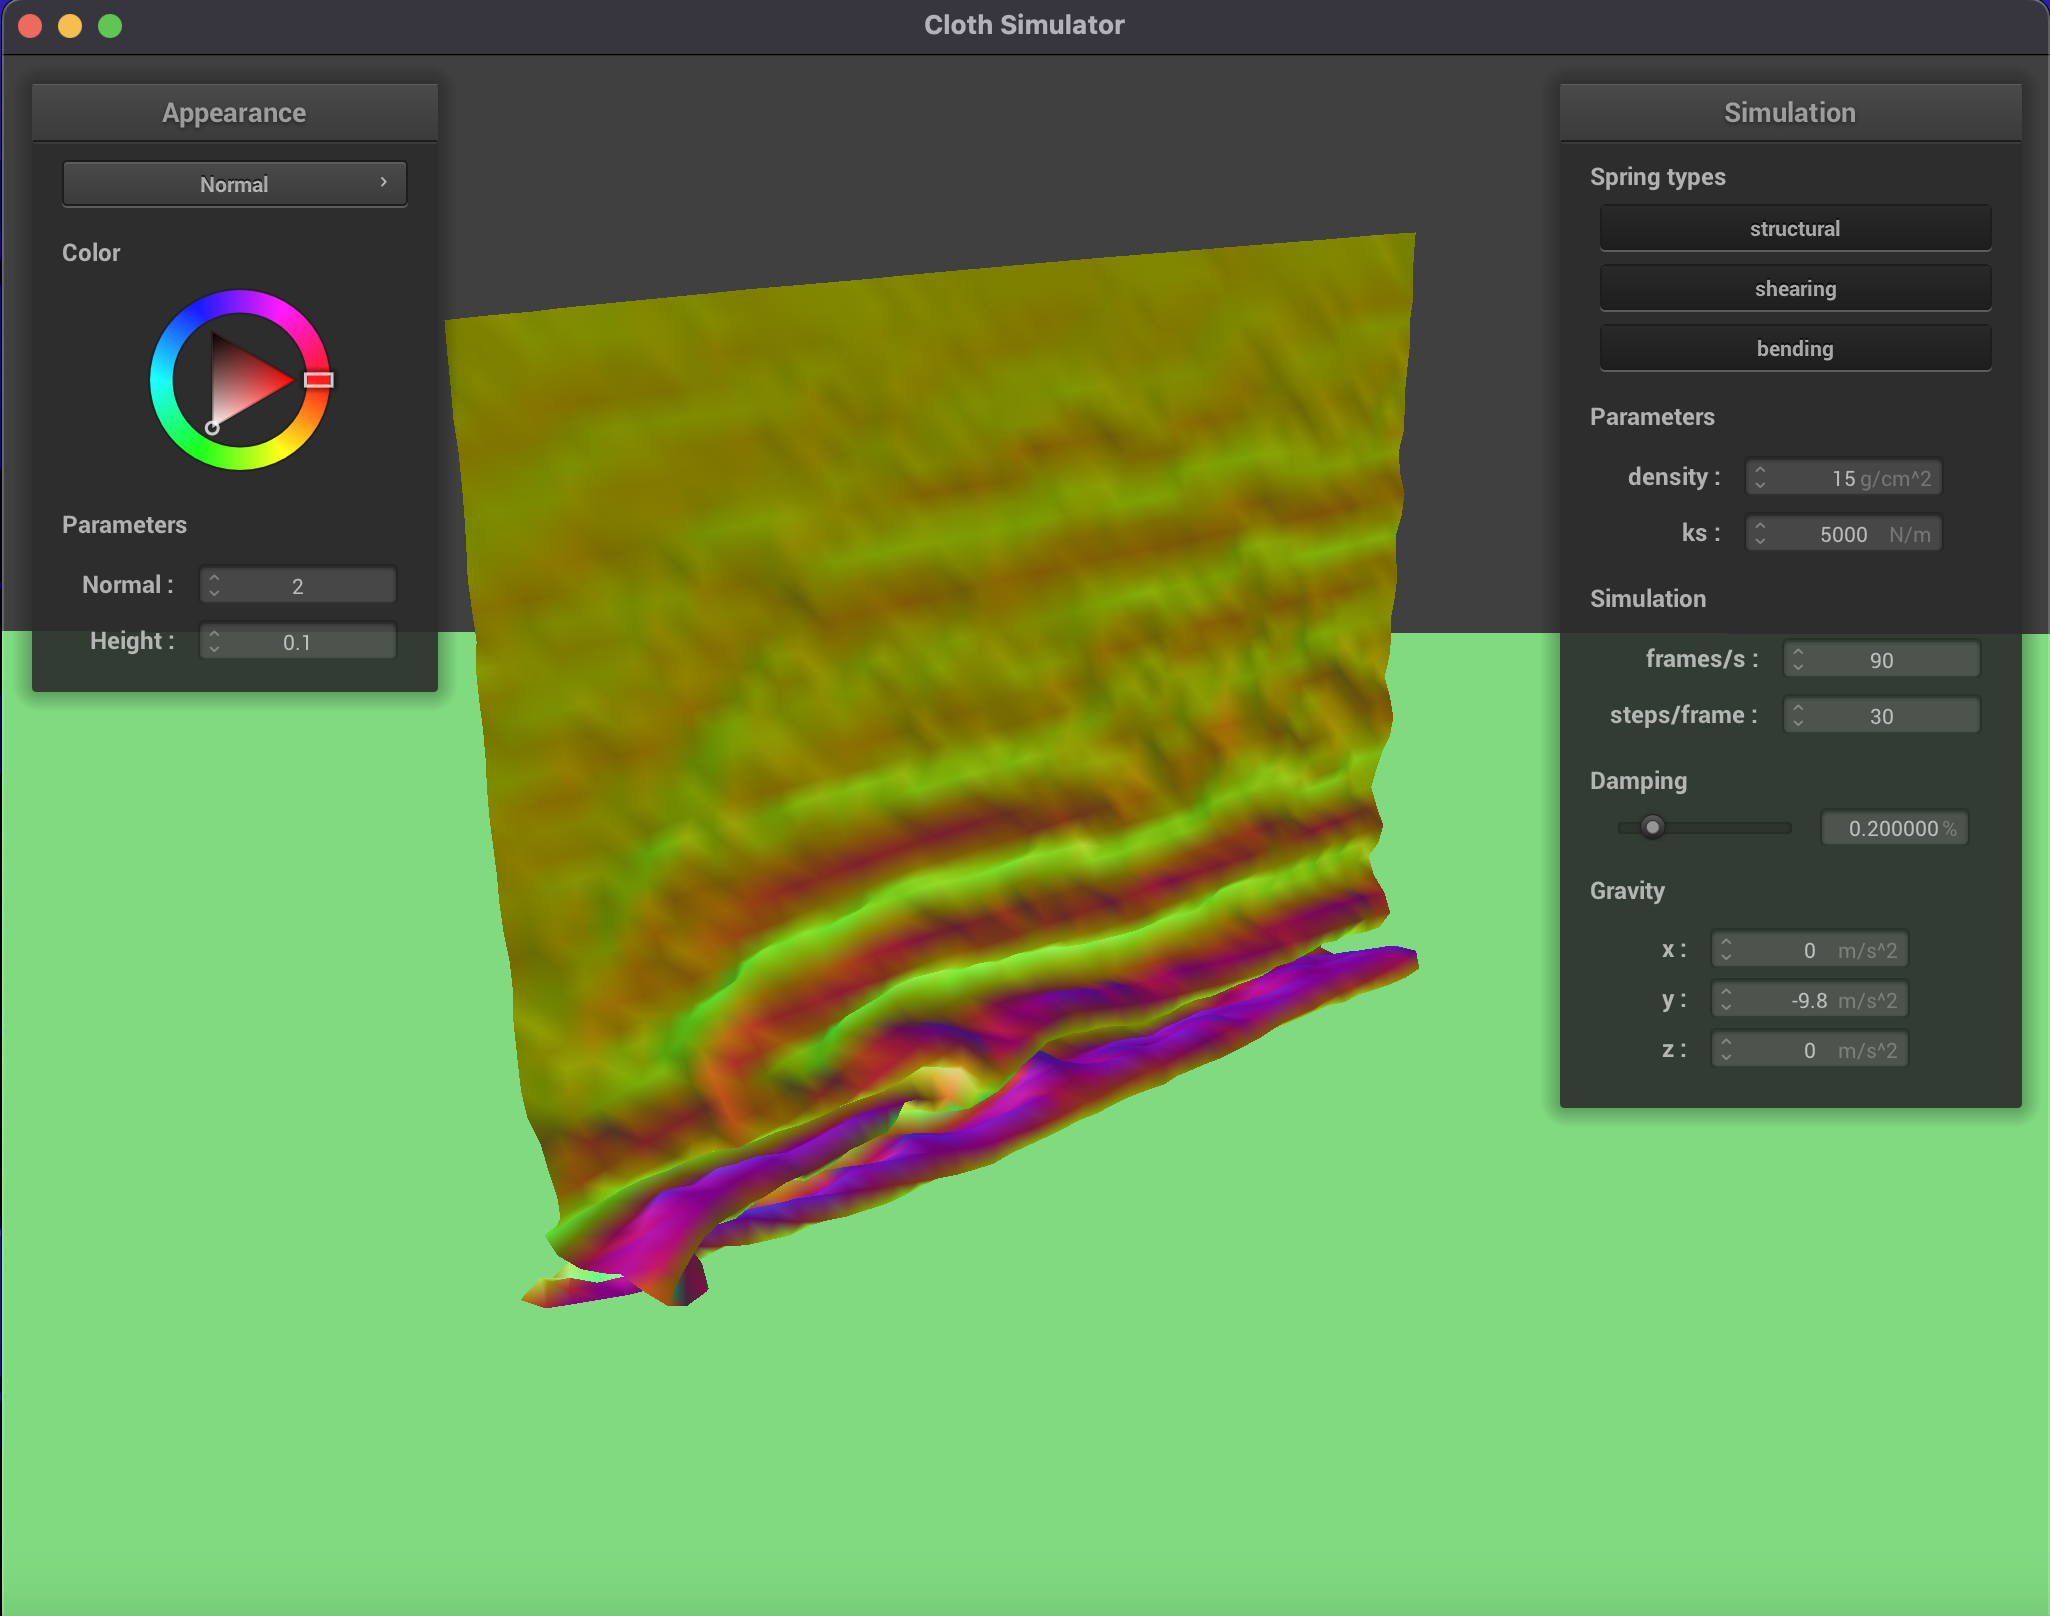 Cloth Simulator
Appearance
Normal
Color
Parameters
Normal : 2
Height : 0.1
Simulation
Spring types
structural
shearing
bending
Parameters
density : 15 g/cm^2
ks : 5000 N/m
Simulation
frames/s : 90
steps/frame : 30
Damping
0.200000 %
Gravity
x : 0 m/s^2
y : -9.8 m/s^2
z : 0 m/s^2